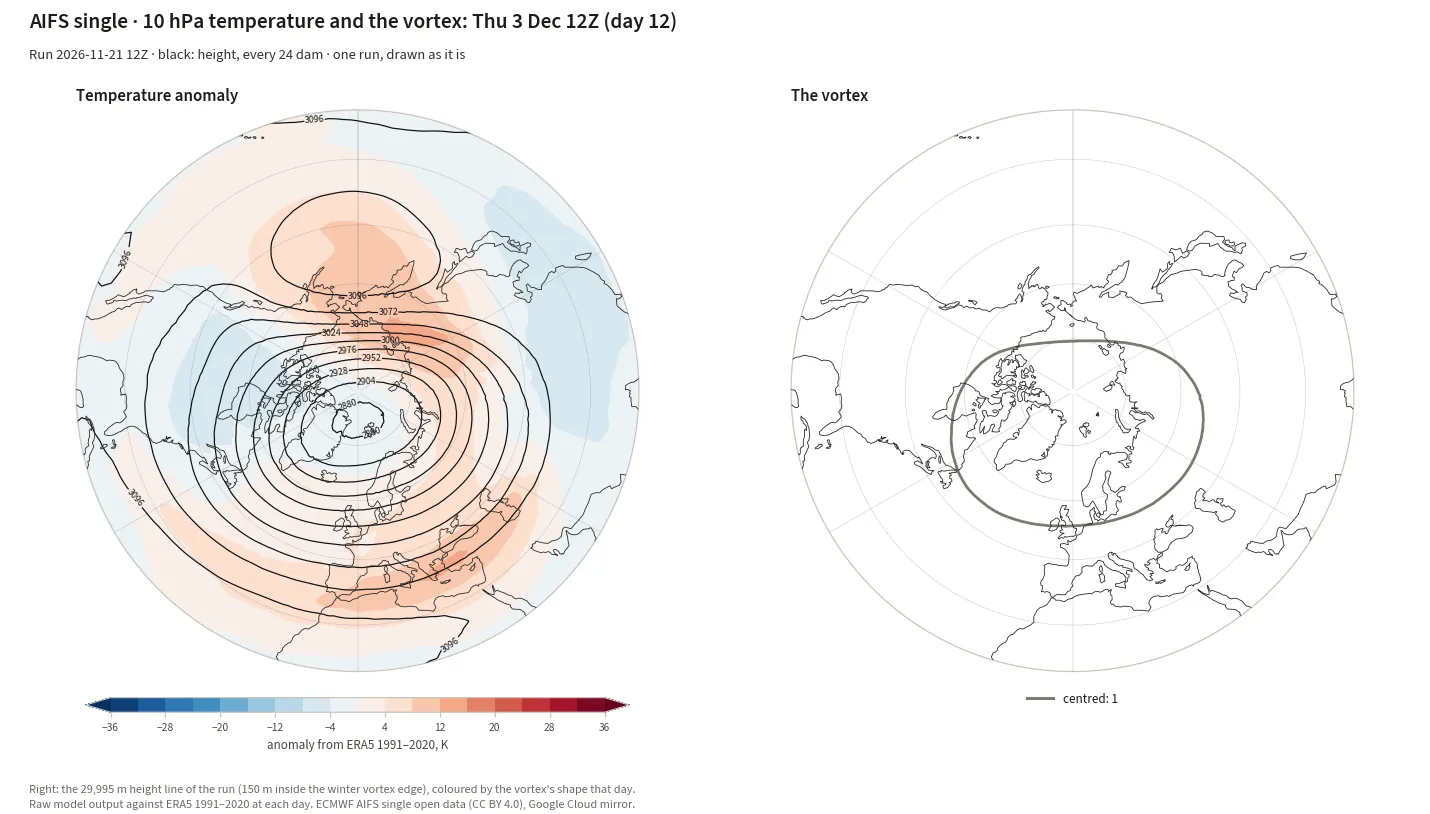 AIFS single · 10 hPa temperature and the vortex: Thu 3 Dec 12Z (day 12)
Run 2026-11-21 12Z · black: height, every 24 dam · one run, drawn as it is
Temperature anomaly
The vortex
3096
3096
3096
3072
3048
3024
3000
2976
2952
2928
2904
2880
3096
3096
centred: 1
−36 −28 −20 −12 −4 4 12 20 28 36
anomaly from ERA5 1991–2020, K
Right: the 29,995 m height line of the run (150 m inside the winter vortex edge), coloured by the vortex's shape that day.
Raw model output against ERA5 1991–2020 at each day. ECMWF AIFS single open data (CC BY 4.0), Google Cloud mirror.